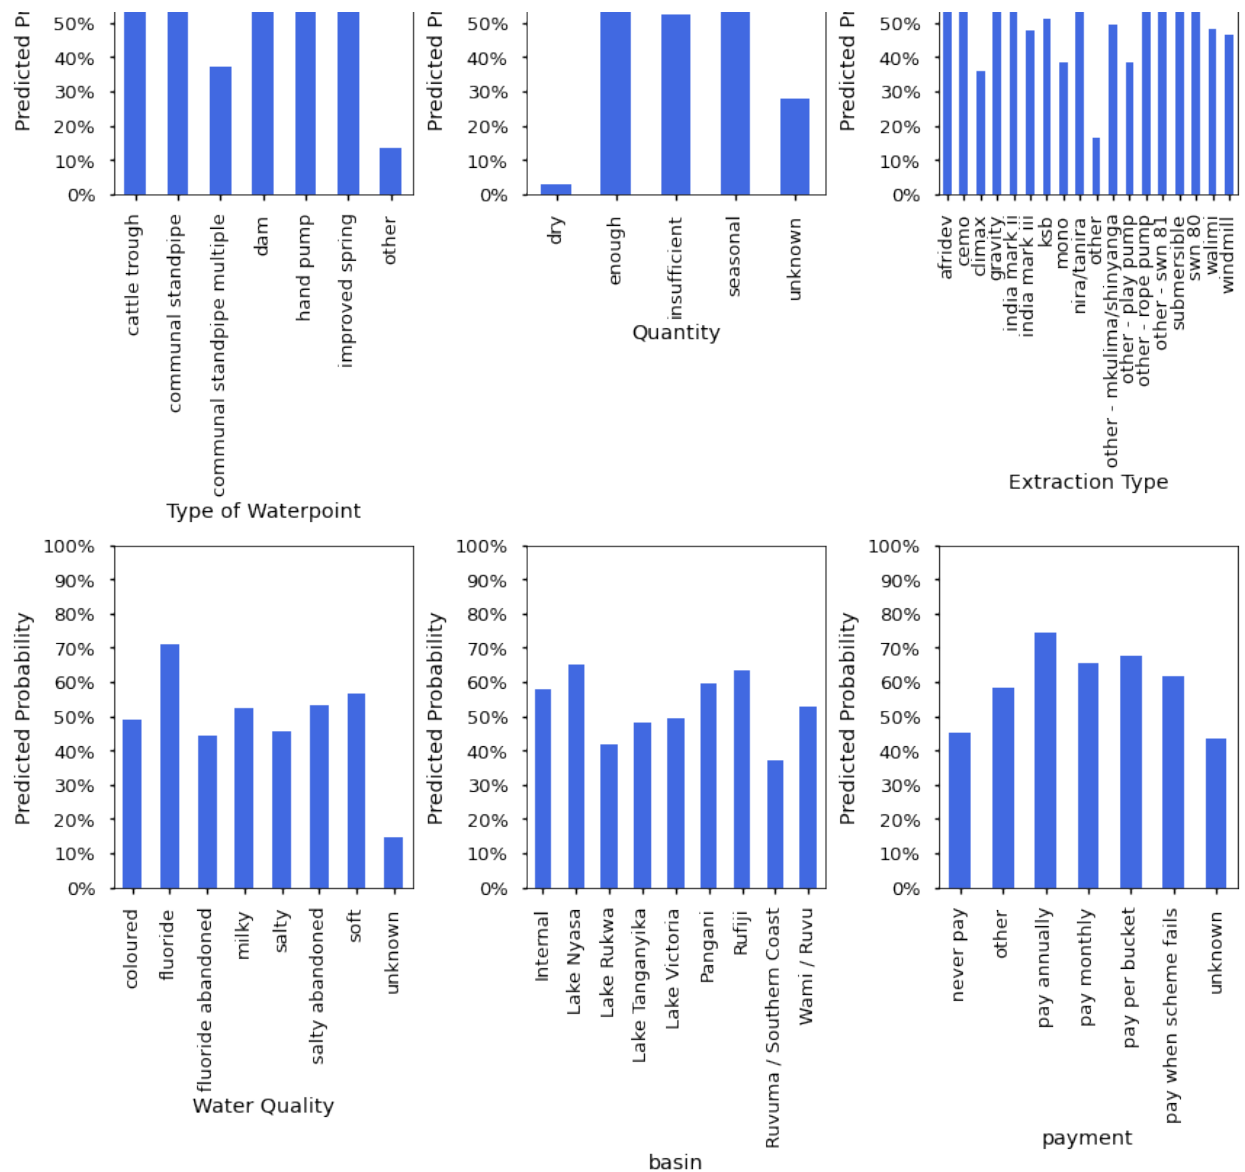 Predicted Pr
50%
40%
30%
20%
10%
0%
cattle trough
communal standpipe
communal standpipe multiple
dam
hand pump
improved spring
other
Type of Waterpoint
Predicted Pr
50%
40%
30%
20%
10%
0%
dry
enough
insufficient
seasonal
unknown
Quantity
Predicted Pr
50%
40%
30%
20%
10%
0%
afridev
cemo
climax
gravity
india mark ii
india mark iii
ksb
mono
nira/tanira
other
other - mkulima/shinyanga
other - play pump
other - rope pump
other - swn 81
submersible
swn 80
walimi
windmill
Extraction Type
Predicted Probability
100%
90%
80%
70%
60%
50%
40%
30%
20%
10%
0%
coloured
fluoride
fluoride abandoned
milky
salty
salty abandoned
soft
unknown
Water Quality
Predicted Probability
100%
90%
80%
70%
60%
50%
40%
30%
20%
10%
0%
Internal
Lake Nyasa
Lake Rukwa
Lake Tanganyika
Lake Victoria
Pangani
Rufiji
Ruvuma / Southern Coast
Wami / Ruvu
basin
Predicted Probability
100%
90%
80%
70%
60%
50%
40%
30%
20%
10%
0%
never pay
other
pay annually
pay monthly
pay per bucket
pay when scheme fails
unknown
payment